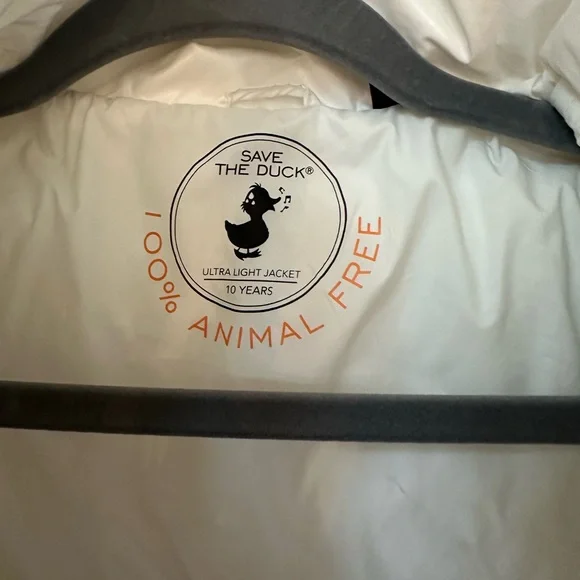 SAVE
THE DUCK®
ULTRA LIGHT JACKET
10 YEARS
100% ANIMAL FREE